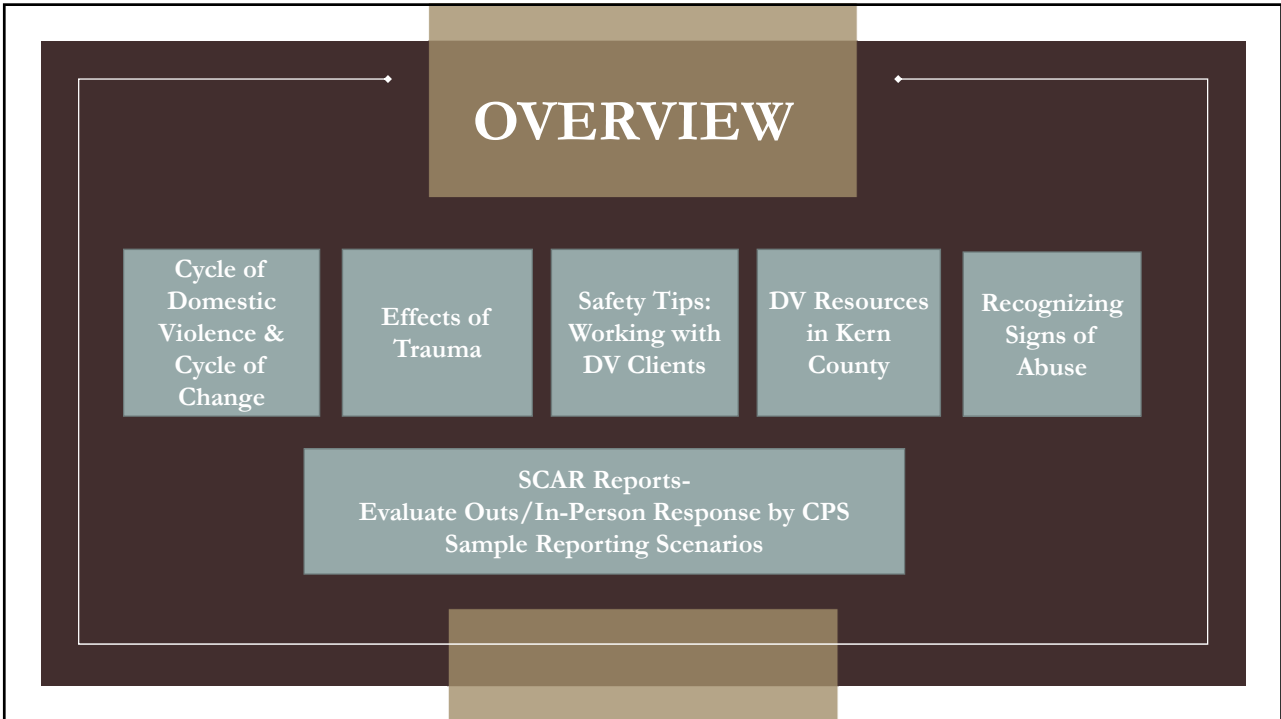 OVERVIEW
Cycle of
Domestic
Violence &
Cycle of
Change
Effects of
Trauma
Safety Tips:
Working with
DV Clients
DV Resources
in Kern
County
Recognizing
Signs of
Abuse
SCAR Reports-
Evaluate Outs/In-Person Response by CPS
Sample Reporting Scenarios